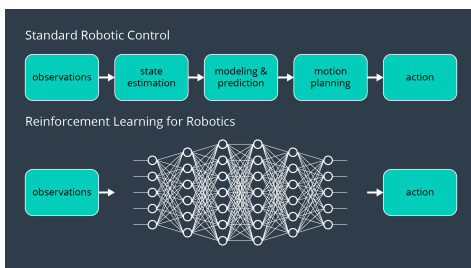 Standard Robotic Control
observations
state
estimation
modeling &
prediction
motion
planning
action
Reinforcement Learning for Robotics
observations
action